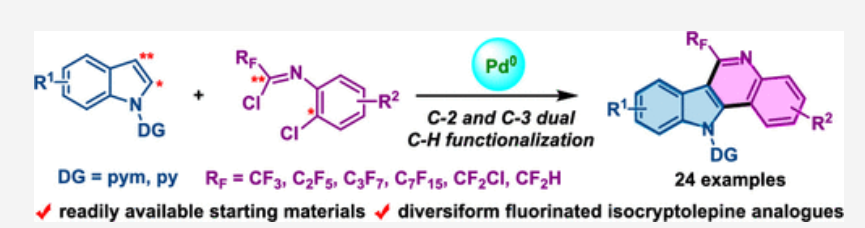 R¹
**
*
N
DG
+
R_F
**
N
Cl
*
Cl
R²
Pd⁰
C-2 and C-3 dual
C-H functionalization
R_F
N
R¹
N
DG
R²
DG = pym, py R_F = CF₃, C₂F₅, C₃F₇, C₇F₁₅, CF₂Cl, CF₂H 24 examples
✓ readily available starting materials ✓ diversiform fluorinated isocryptolepine analogues